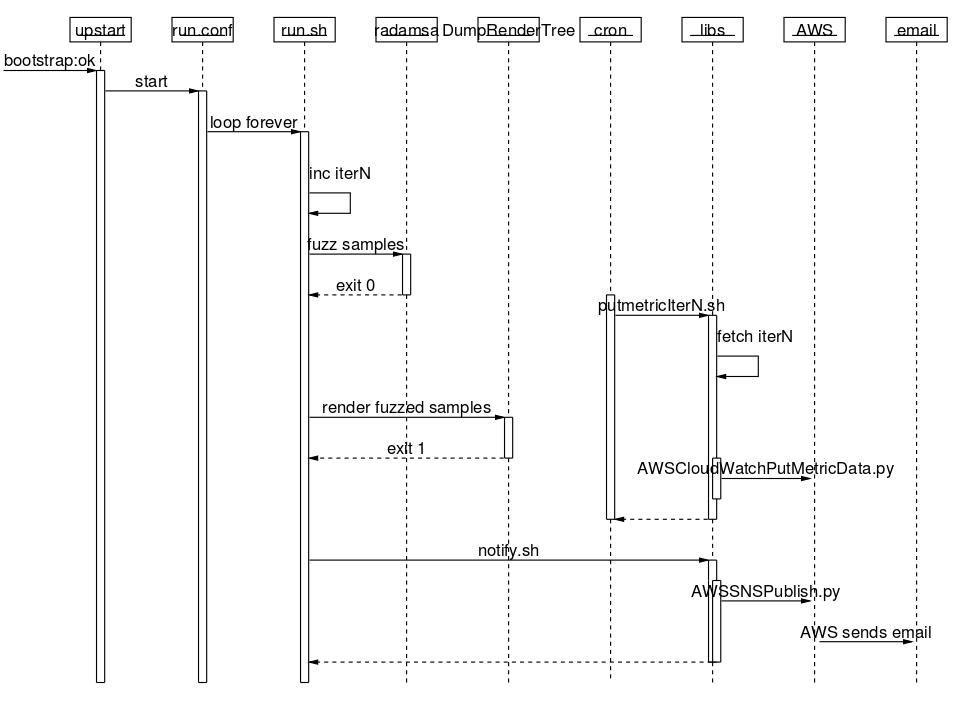 upstart run.conf run.sh radamsa DumpRenderTree cron libs AWS email
bootstrap:ok
start
loop forever
inc iterN
fuzz samples
exit 0
putmetricIterN.sh
fetch iterN
render fuzzed samples
exit 1
AWSCloudWatchPutMetricData.py
notify.sh
AWSSNSPublish.py
AWS sends email